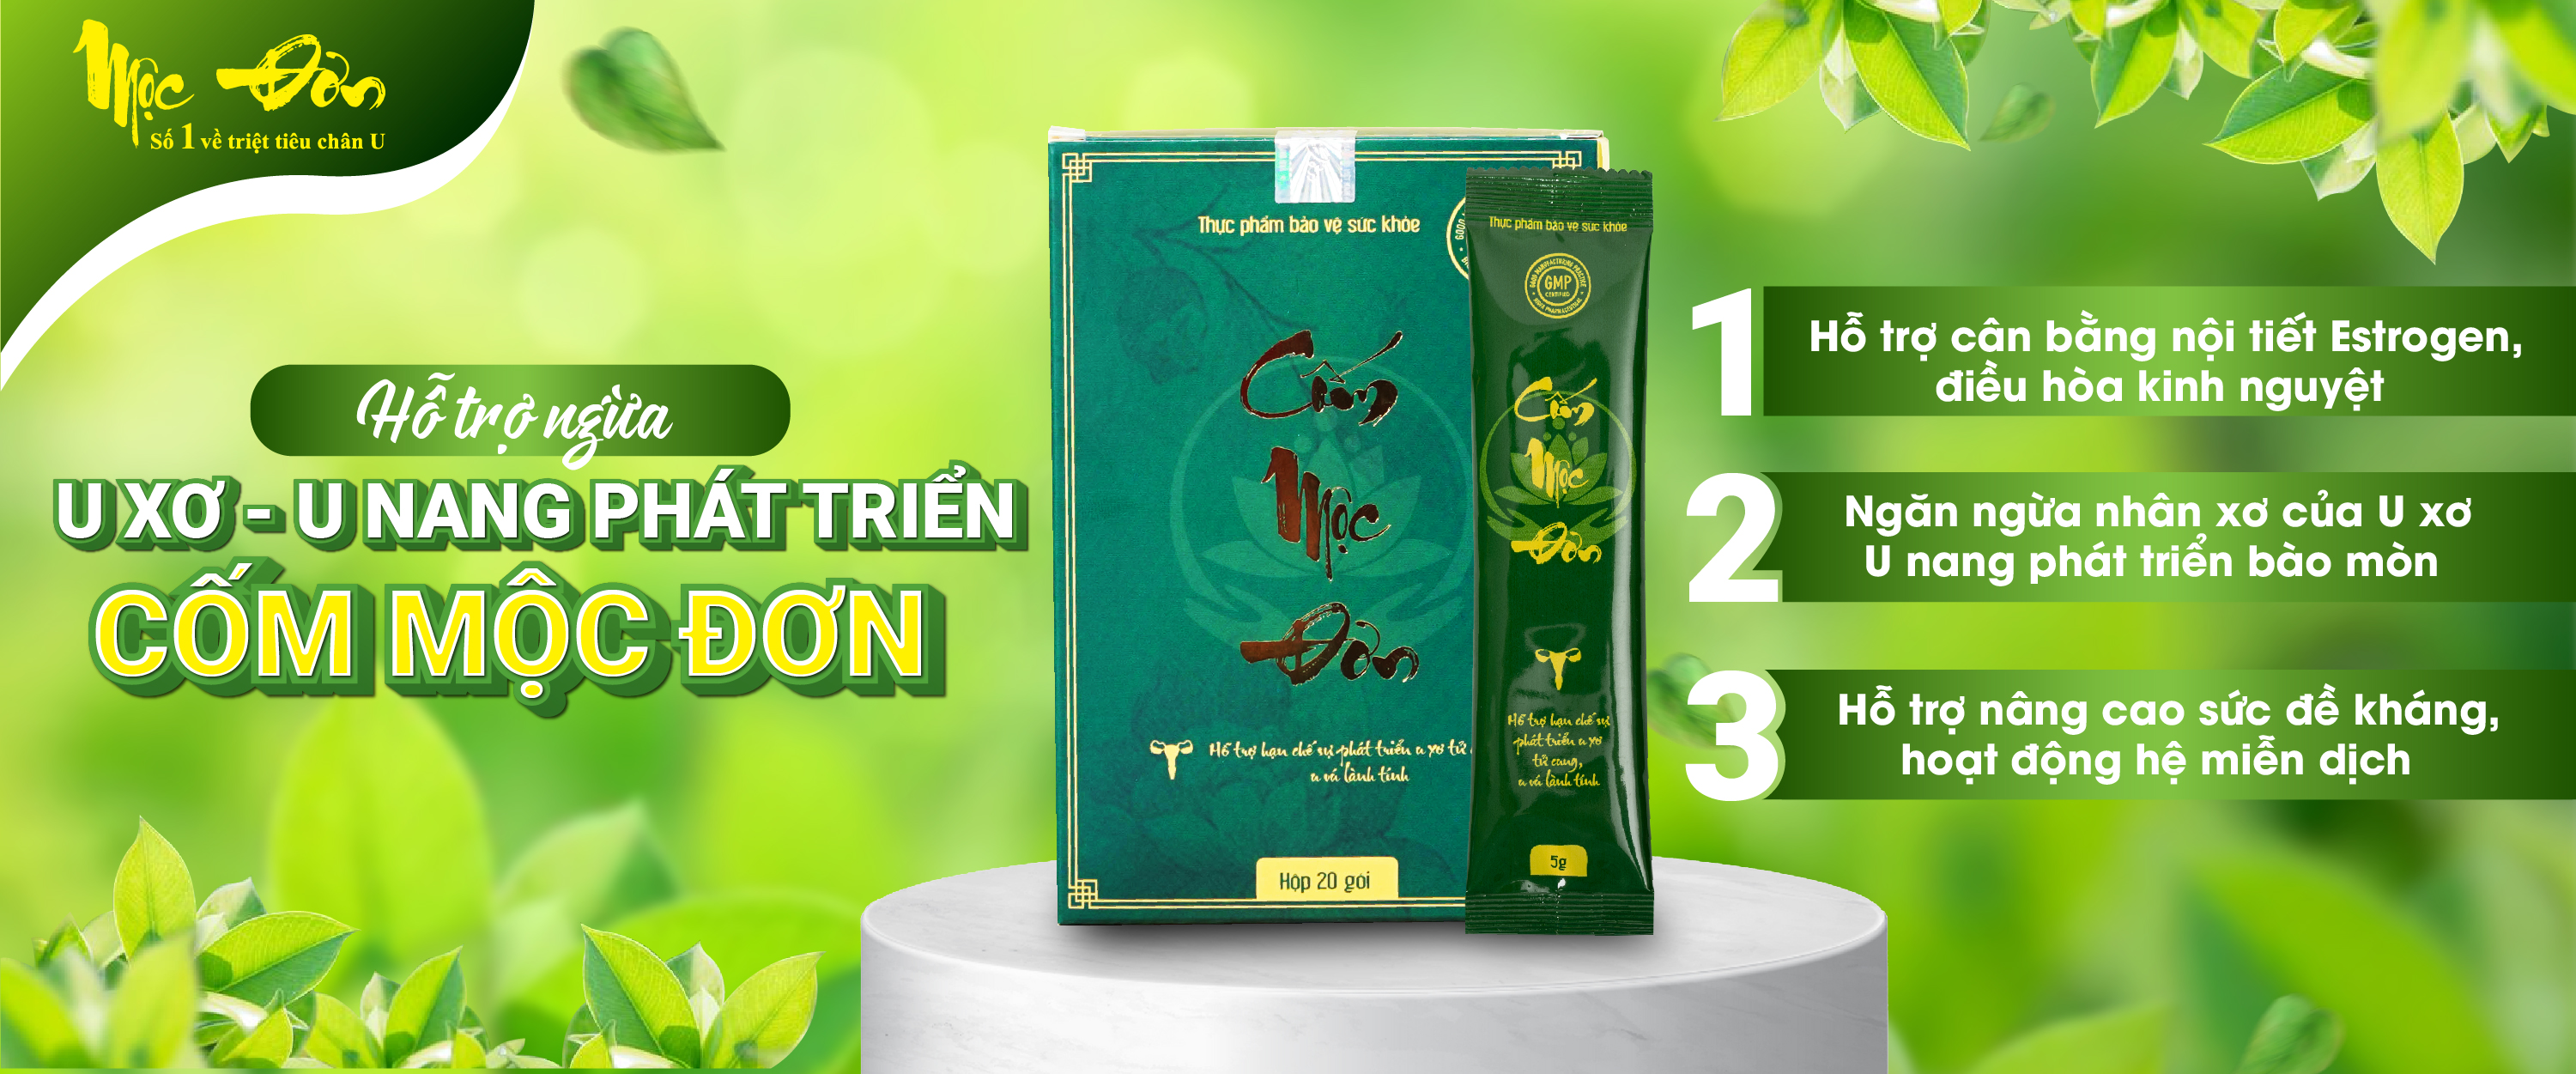 Mộc Đơn
Số 1 về triệt tiêu chân U
Hỗ trợ ngừa
U XƠ - U NANG PHÁT TRIỂN
CỐM MỘC ĐƠN
Thực phẩm bảo vệ sức khỏe
Cốm
Mộc
Đơn
Hỗ trợ hạn chế sự phát triển u xơ tử
u vú lành tính
Hộp 20 gói
Thực phẩm bảo vệ sức khỏe
GOOD MANUFACTURING PRACTICE
GMP
CERTIFIED
Cốm
Mộc
Đơn
Hỗ trợ hạn chế sự
phát triển u xơ
tử cung,
u vú lành tính
5g
1
Hỗ trợ cân bằng nội tiết Estrogen,
điều hòa kinh nguyệt
2
Ngăn ngừa nhân xơ của U xơ
U nang phát triển bào mòn
3
Hỗ trợ nâng cao sức đề kháng,
hoạt động hệ miễn dịch